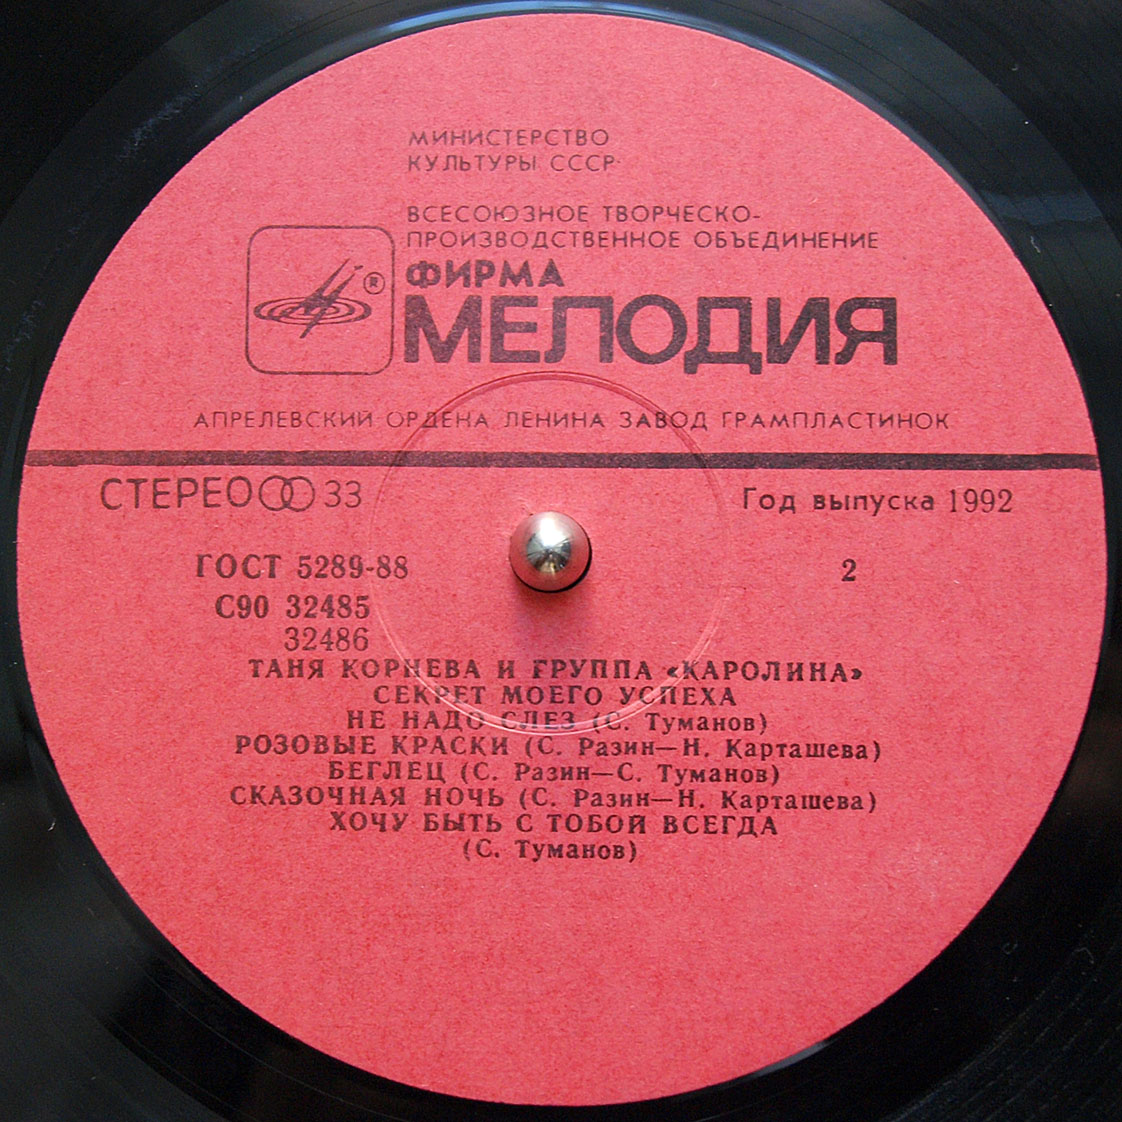 МИНИСТЕРСТВО
КУЛЬТУРЫ СССР
ВСЕСОЮЗНОЕ ТВОРЧЕСКО-
ПРОИЗВОДСТВЕННОЕ ОБЪЕДИНЕНИЕ
®
ФИРМА
МЕЛОДИЯ
АПРЕЛЕВСКИЙ ОРДЕНА ЛЕНИНА ЗАВОД ГРАМПЛАСТИНОК
СТЕРЕО 33
Год выпуска 1992
ГОСТ 5289-88
2
С90 32485
32486
ТАНЯ КОРНЕВА И ГРУППА «КАРОЛИНА»
СЕКРЕТ МОЕГО УСПЕХА
НЕ НАДО СЛЕЗ (С. Туманов)
РОЗОВЫЕ КРАСКИ (С. Разин—Н. Карташева)
БЕГЛЕЦ (С. Разин—С. Туманов)
СКАЗОЧНАЯ НОЧЬ (С. Разин—Н. Карташева)
ХОЧУ БЫТЬ С ТОБОЙ ВСЕГДА
(С. Туманов)